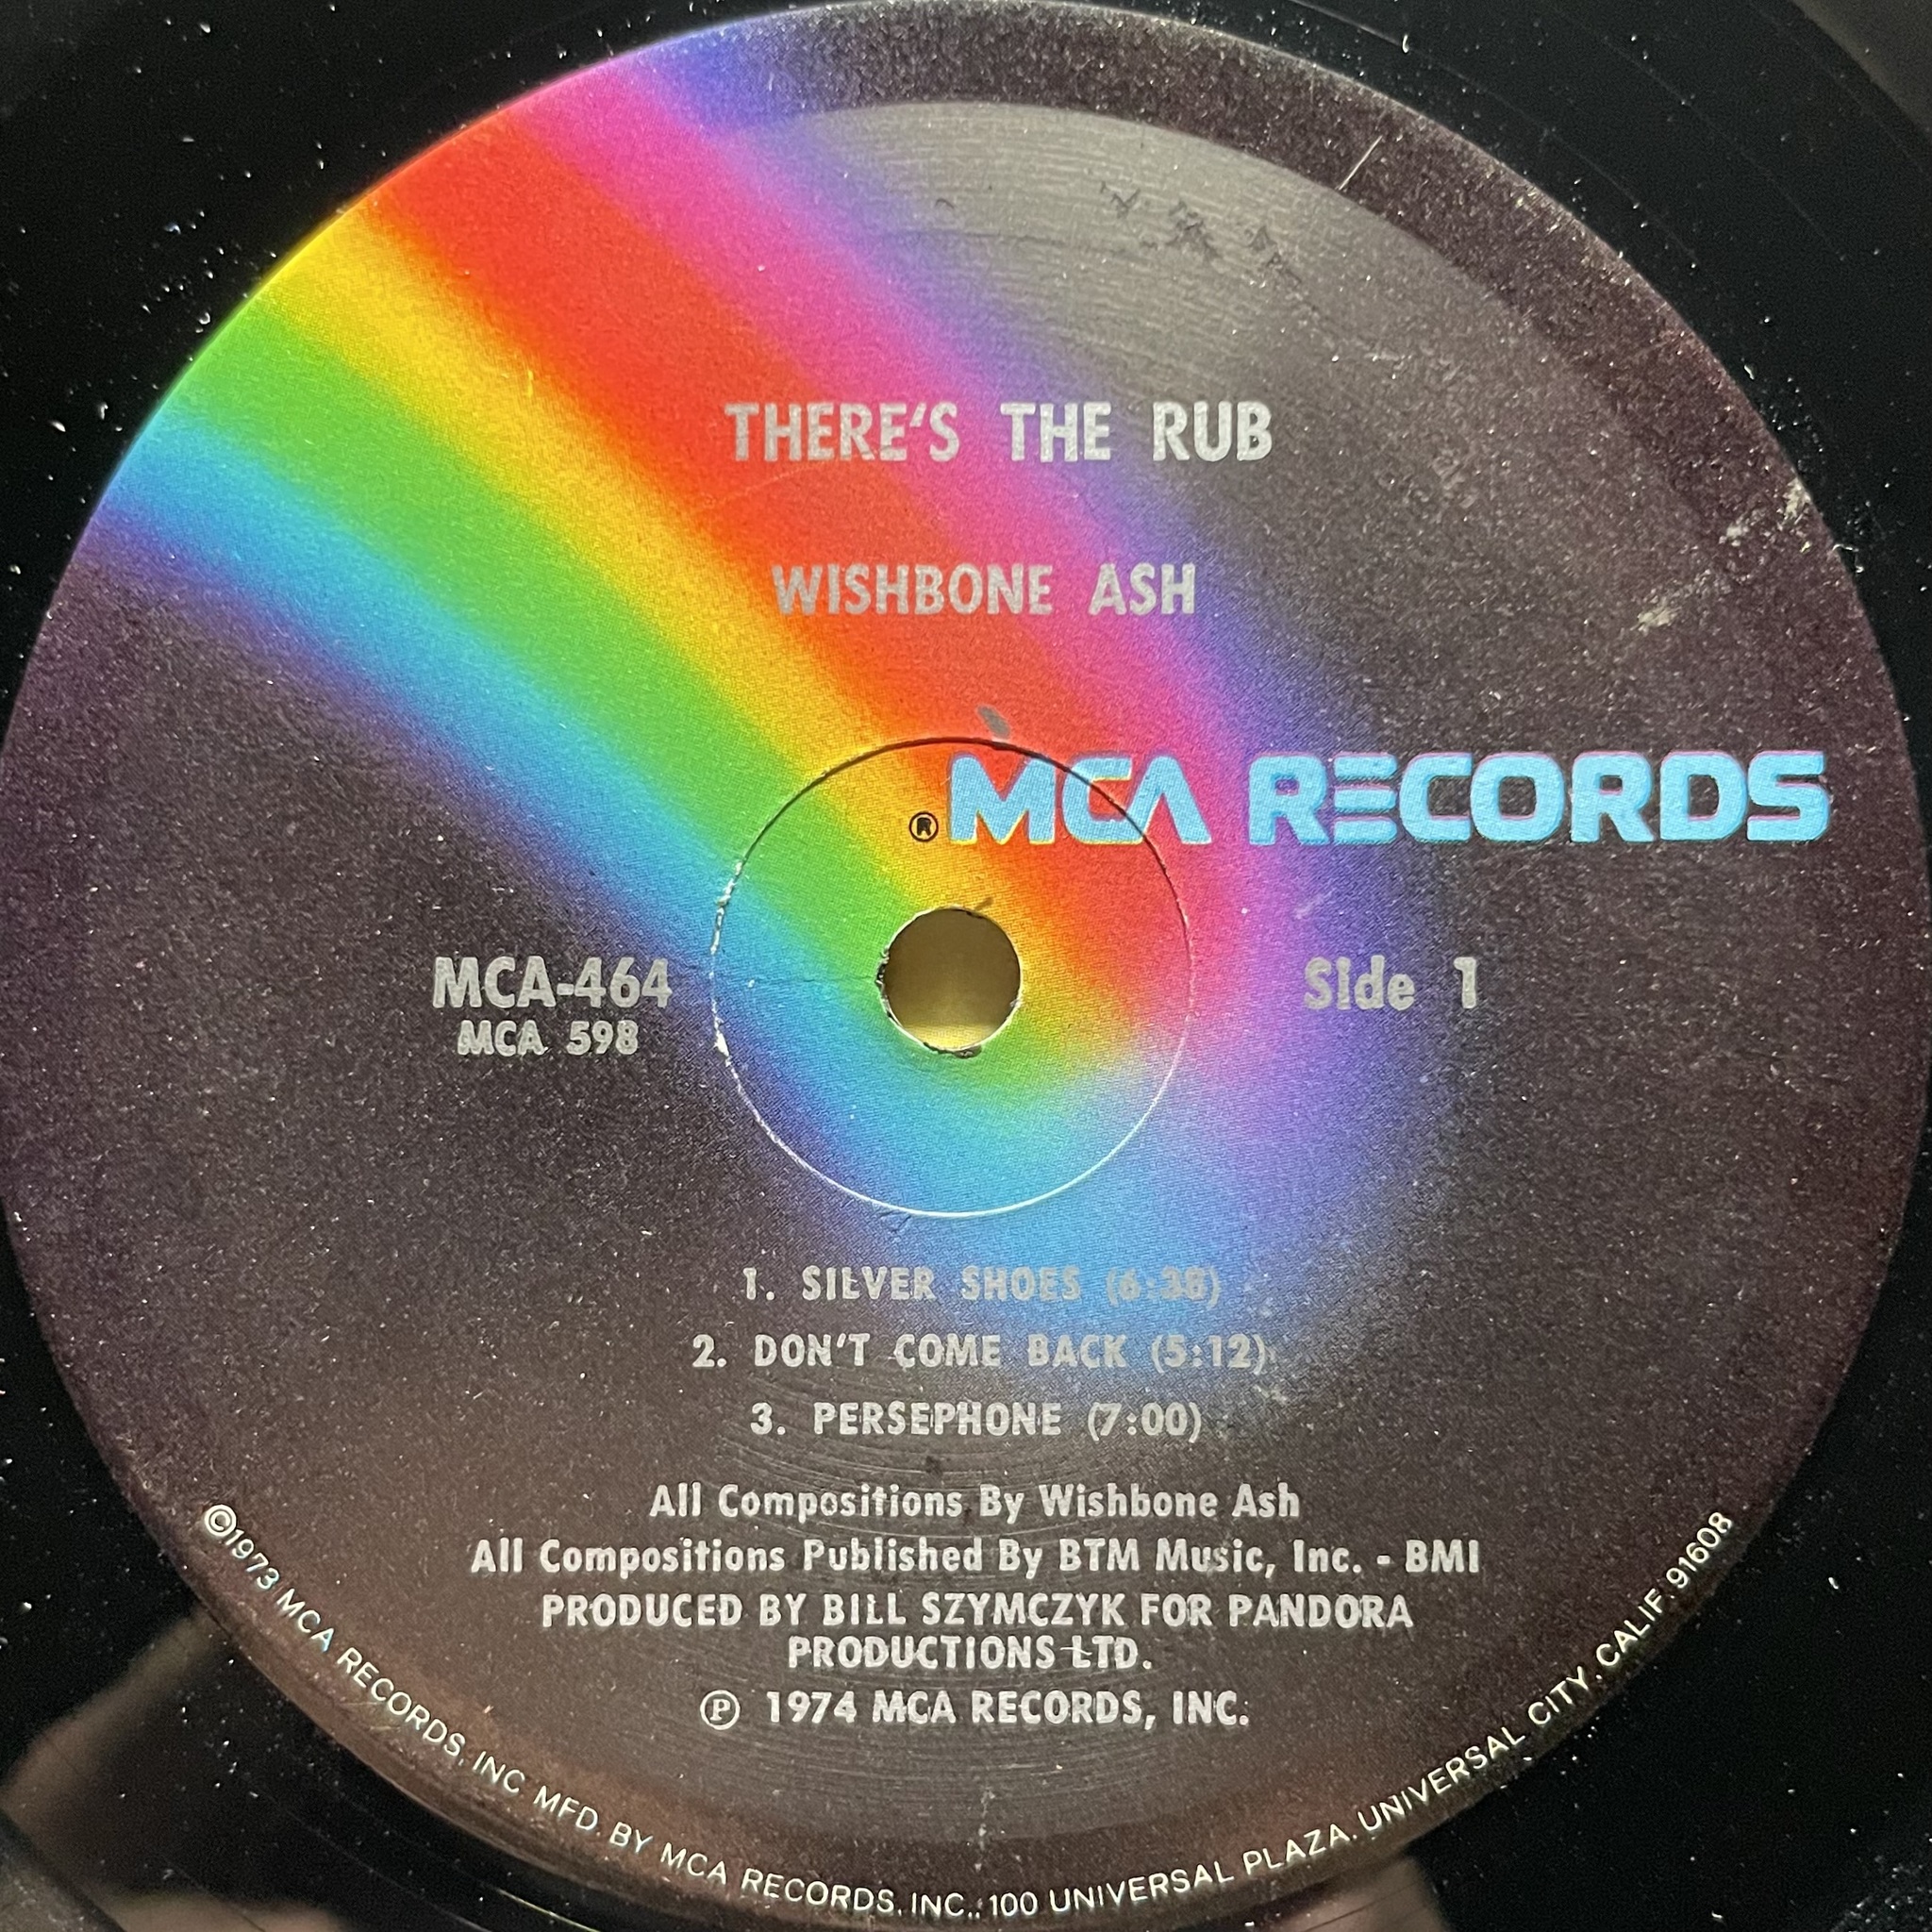 THERE'S THE RUB
WISHBONE ASH
® MCA RECORDS
MCA-464
MCA 598
Side 1
1. SILVER SHOES (6:38)
2. DON'T COME BACK (5:12)
3. PERSEPHONE (7:00)
All Compositions By Wishbone Ash
All Compositions Published By BTM Music, Inc. - BMI
PRODUCED BY BILL SZYMCZYK FOR PANDORA
PRODUCTIONS LTD.
℗ 1974 MCA RECORDS, INC.
©1973 MCA RECORDS, INC MFD. BY MCA RECORDS, INC., 100 UNIVERSAL PLAZA, UNIVERSAL CITY, CALIF. 91608